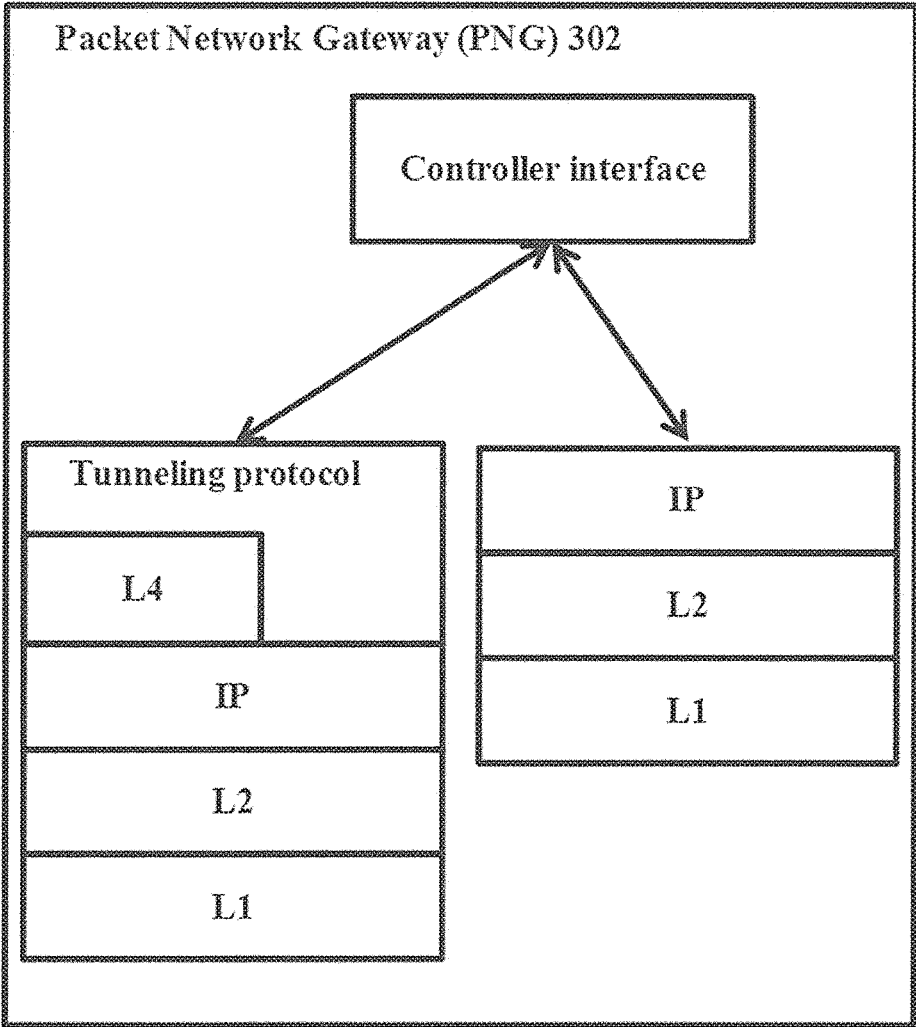 Packet Network Gateway (PNG) 302
Controller interface
Tunneling protocol
L4
IP
L2
L1
IP
L2
L1